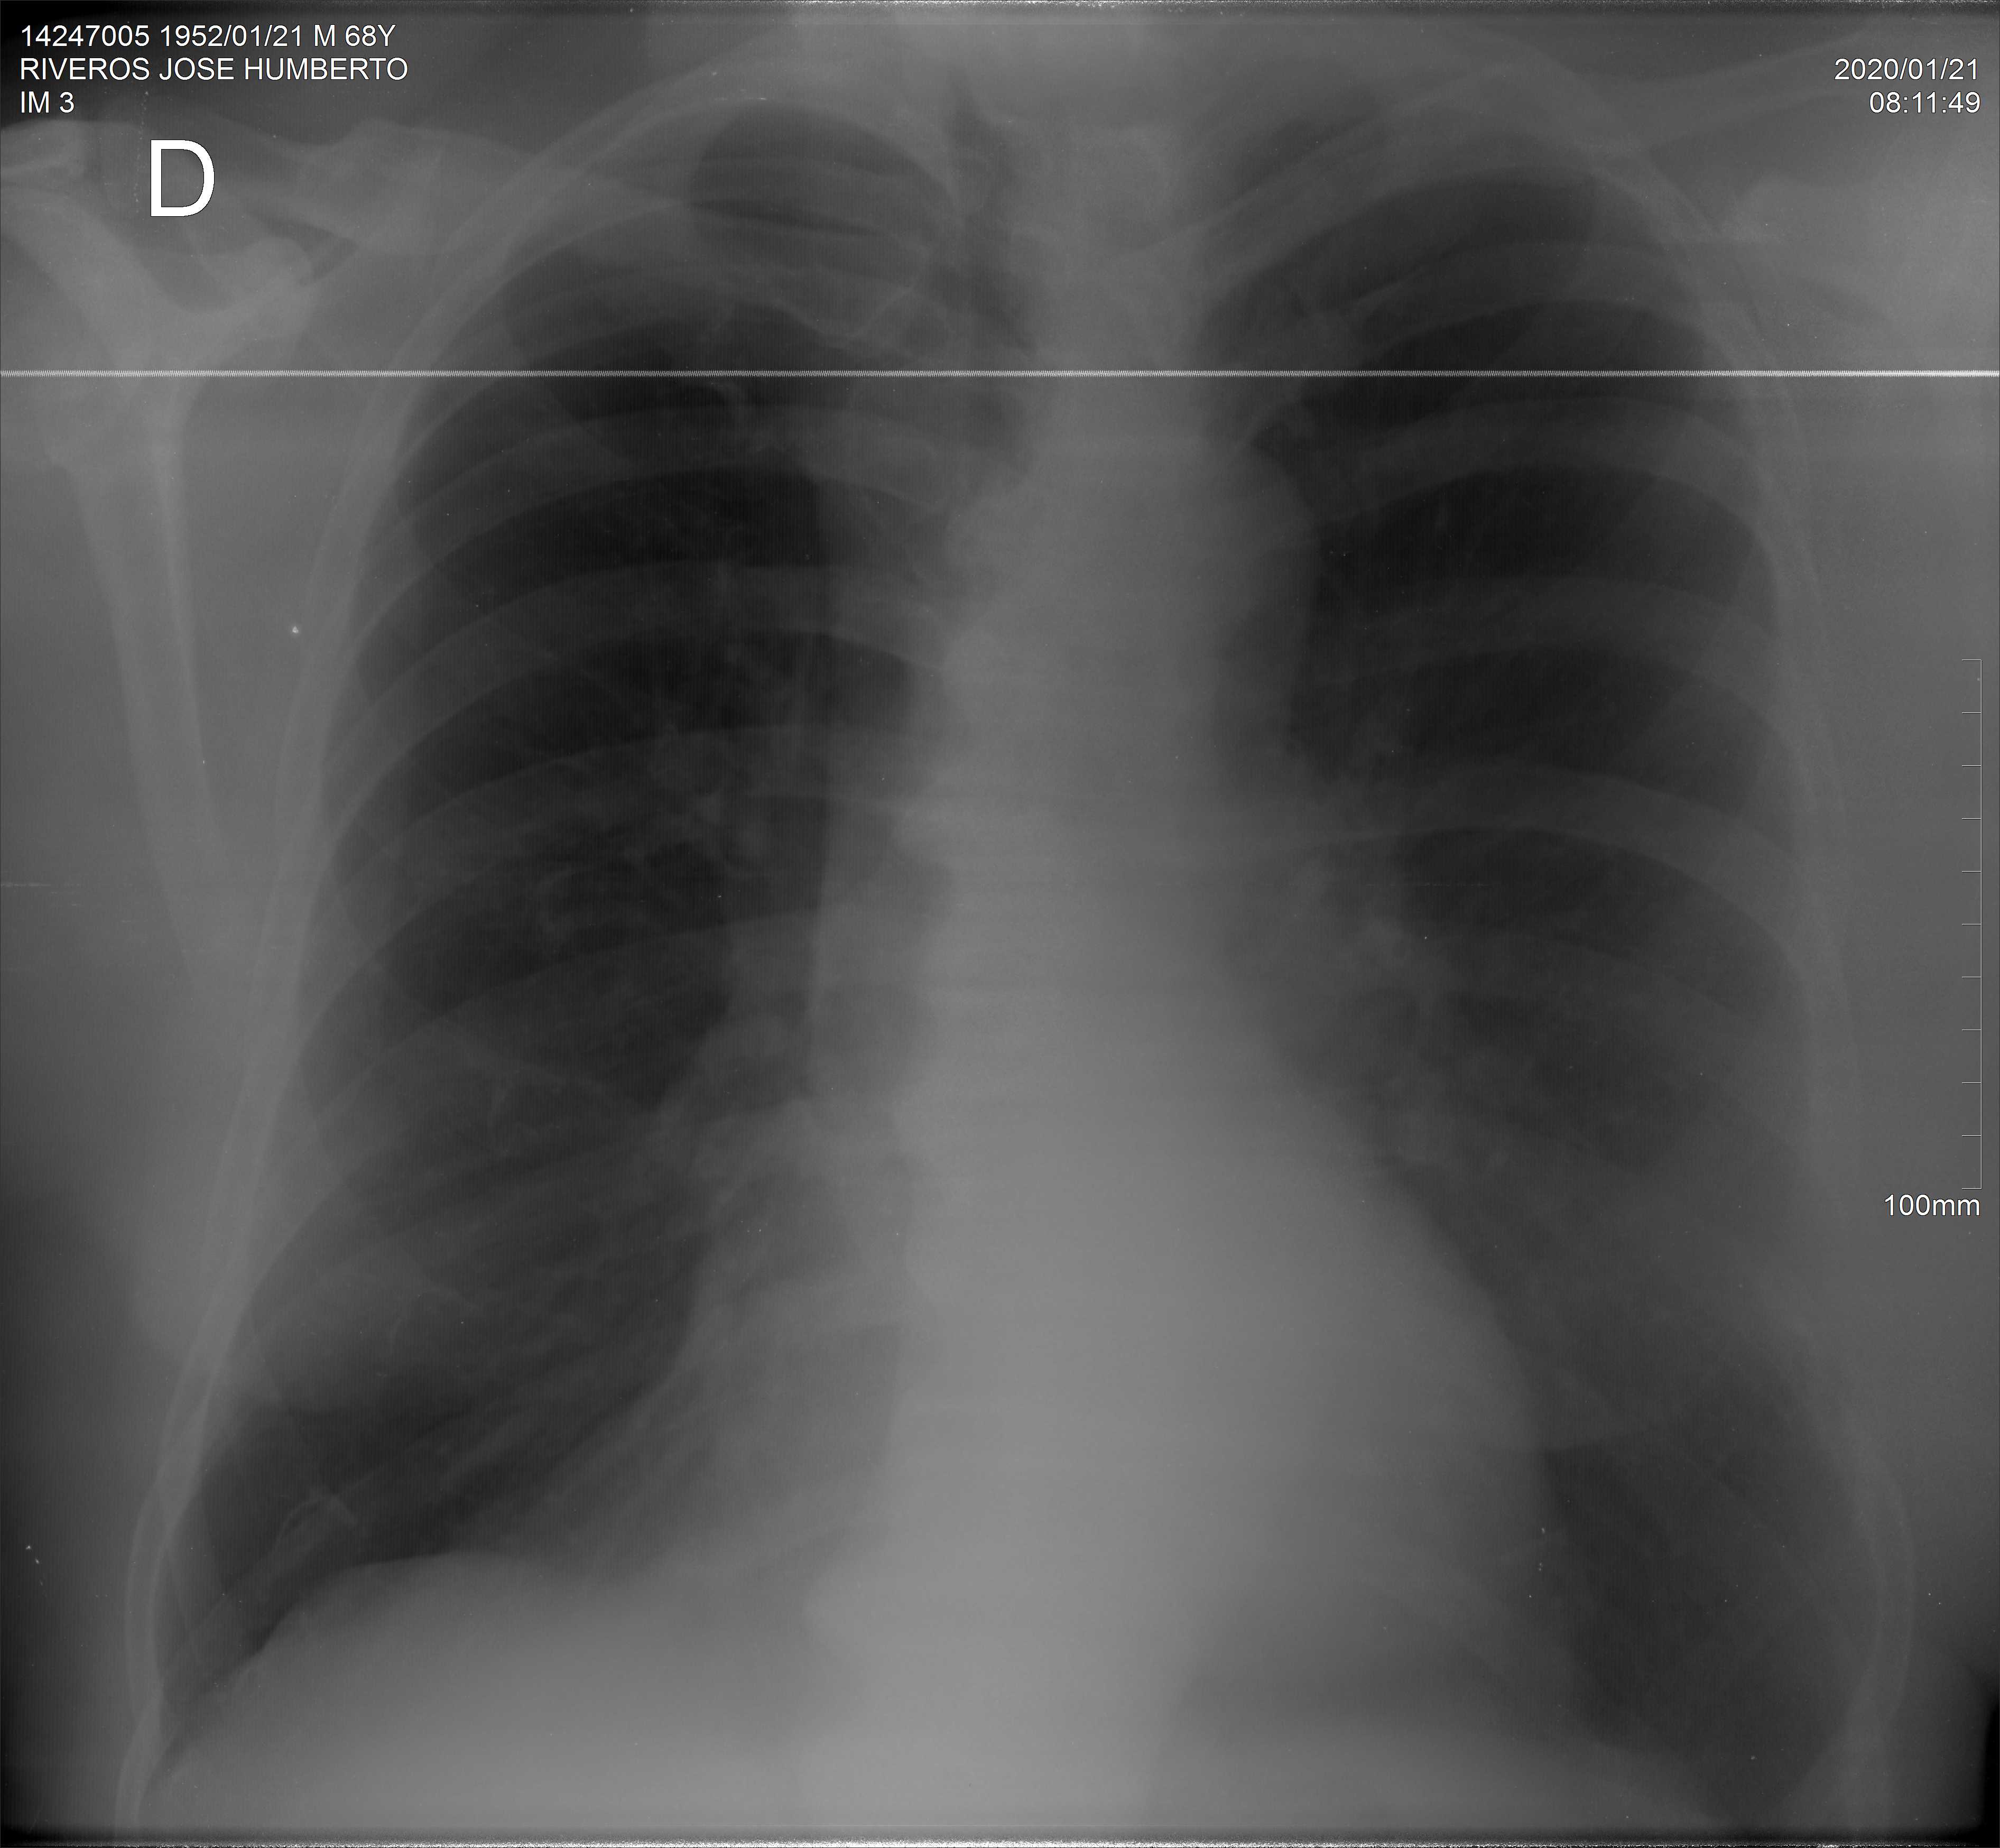 14247005 1952/01/21 M 68Y
RIVEROS JOSE HUMBERTO
IM 3
2020/01/21
08:11:49
D
100mm